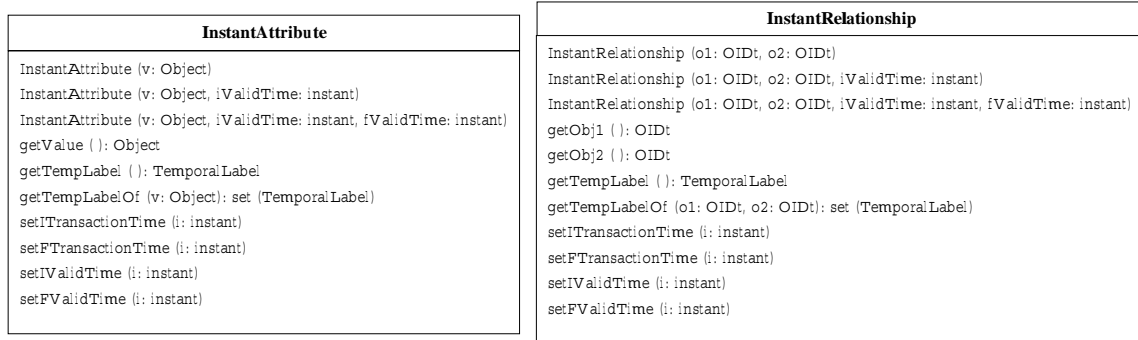 InstantAttribute
InstantAttribute (v: Object)
InstantAttribute (v: Object, iValidTime: instant)
InstantAttribute (v: Object, iValidTime: instant, fValidTime: instant)
getValue ( ): Object
getTempLabel ( ): TemporalLabel
getTempLabelOf (v: Object): set (TemporalLabel)
setITransactionTime (i: instant)
setFTransactionTime (i: instant)
setIValidTime (i: instant)
setFValidTime (i: instant)
InstantRelationship
InstantRelationship (o1: OIDt, o2: OIDt)
InstantRelationship (o1: OIDt, o2: OIDt, iValidTime: instant)
InstantRelationship (o1: OIDt, o2: OIDt, iValidTime: instant, fValidTime: instant)
getObj1 ( ): OIDt
getObj2 ( ): OIDt
getTempLabel ( ): TemporalLabel
getTempLabelOf (o1: OIDt, o2: OIDt): set (TemporalLabel)
setITransactionTime (i: instant)
setFTransactionTime (i: instant)
setIValidTime (i: instant)
setFValidTime (i: instant)